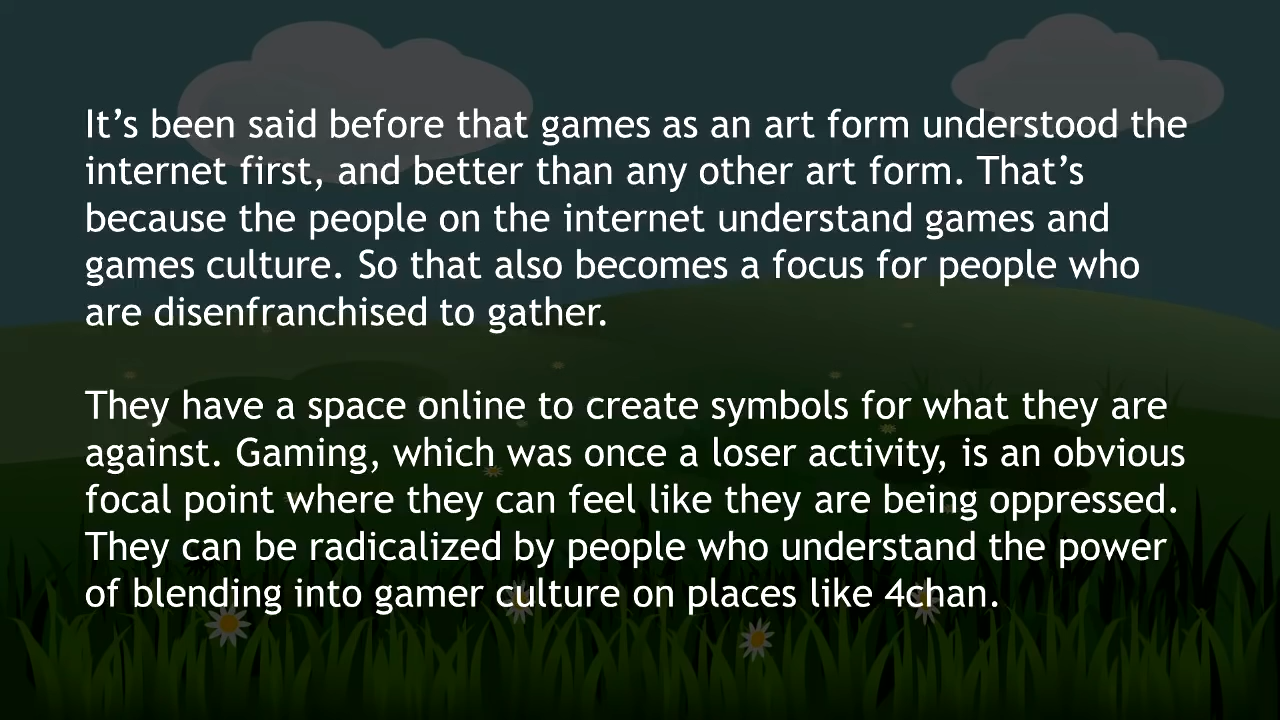 It’s been said before that games as an art form understood the
internet first, and better than any other art form. That’s
because the people on the internet understand games and
games culture. So that also becomes a focus for people who
are disenfranchised to gather.
They have a space online to create symbols for what they are
against. Gaming, which was once a loser activity, is an obvious
focal point where they can feel like they are being oppressed.
They can be radicalized by people who understand the power
of blending into gamer culture on places like 4chan.